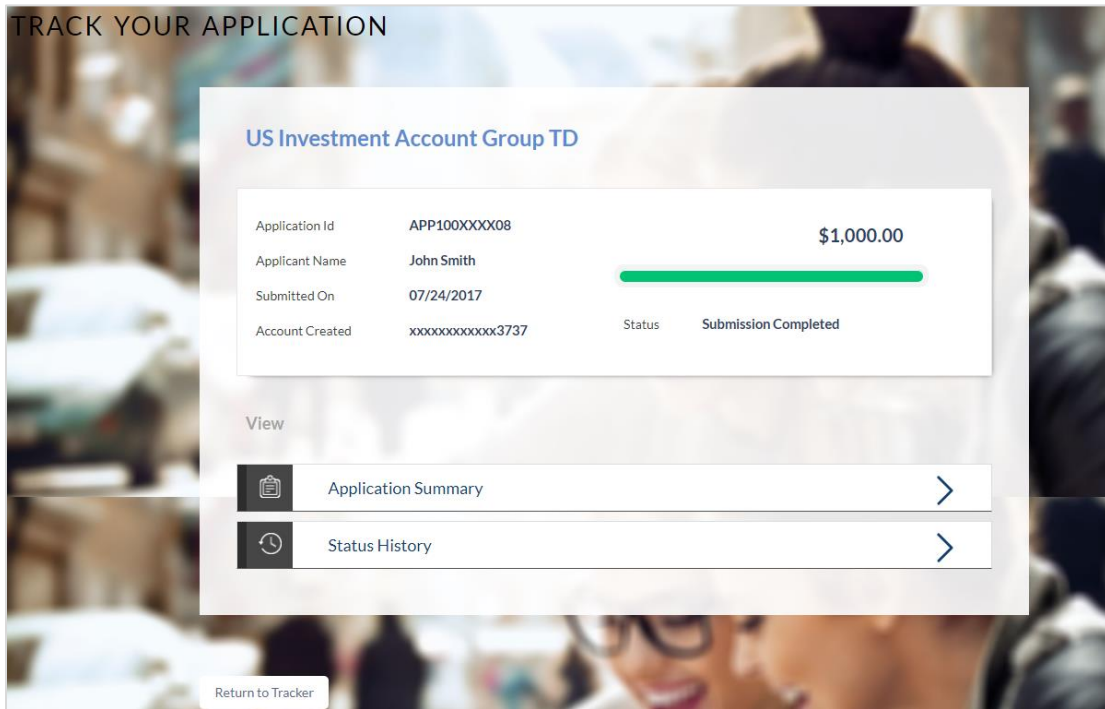 TRACK YOUR APPLICATION
US Investment Account Group TD
Application Id APP100XXXX08
$1,000.00
Applicant Name John Smith
Submitted On 07/24/2017
Account Created xxxxxxxxxxxx3737
Status Submission Completed
View
Application Summary
Status History
Return to Tracker